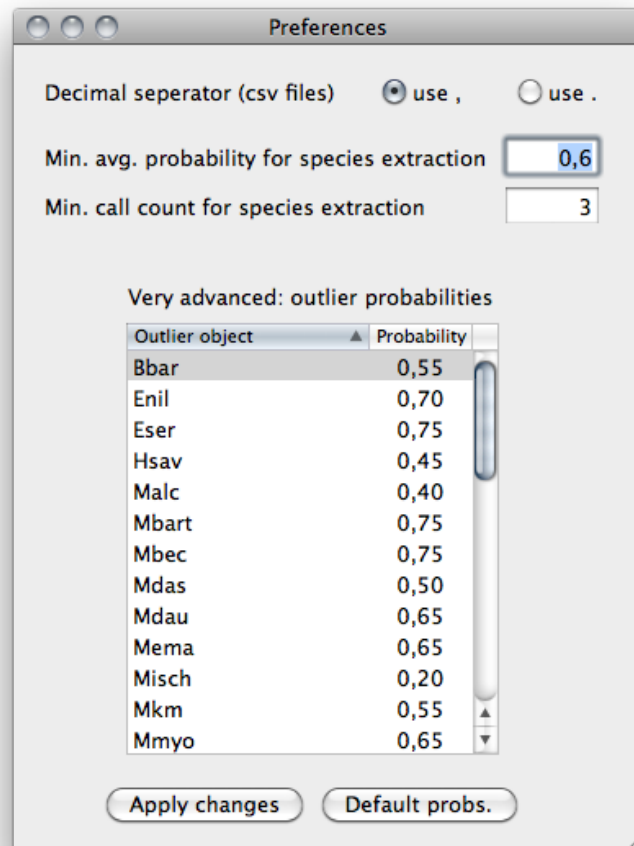 Preferences
Decimal seperator (csv files) use , use .
Min. avg. probability for species extraction 0,6
Min. call count for species extraction 3
Very advanced: outlier probabilities
Outlier object Probability
Bbar 0,55
Enil 0,70
Eser 0,75
Hsav 0,45
Malc 0,40
Mbart 0,75
Mbec 0,75
Mdas 0,50
Mdau 0,65
Mema 0,65
Misch 0,20
Mkm 0,55
Mmyo 0,65
Apply changes Default probs.